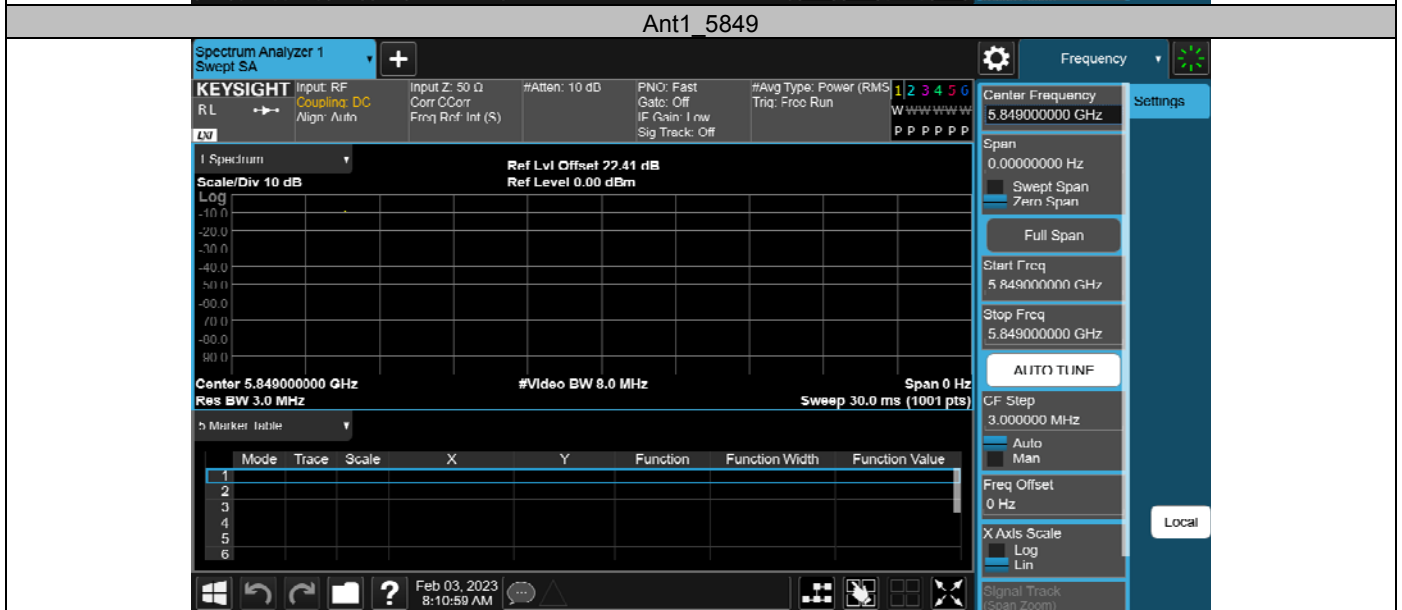 Ant1_5849
Spectrum Analyzer 1
Swept SA
+
Frequency
KEYSIGHT
RL
LXI
Input: RF
Coupling: DC
Align: Auto
Input Z: 50 Ω
Corr CCorr
Freq Ref: Int (S)
#Atten: 10 dB
PNO: Fast
Gate: Off
IF Gain: Low
Sig Track: Off
#Avg Type: Power (RMS
Trig: Free Run
1 2 3 4 5 6
W W W W W W
P P P P P P
Center Frequency
5.849000000 GHz
Settings
Span
0.00000000 Hz
Swept Span
Zero Span
Full Span
Start Freq
5.849000000 GHz
Stop Freq
5.849000000 GHz
AUTO TUNE
CF Step
3.000000 MHz
Auto
Man
Freq Offset
0 Hz
X Axis Scale
Log
Lin
Signal Track
(Span Zoom)
Local
1 Spectrum
Scale/Div 10 dB
Ref Lvl Offset 22.41 dB
Ref Level 0.00 dBm
Log
-10.0
-20.0
-30.0
-40.0
-50.0
-60.0
-70.0
-80.0
-90.0
Center 5.849000000 GHz
#Video BW 8.0 MHz
Span 0 Hz
Res BW 3.0 MHz
Sweep 30.0 ms (1001 pts)
5 Marker Table
Mode Trace Scale X Y Function Function Width Function Value
1
2
3
4
5
6
?
Feb 03, 2023
8:10:59 AM